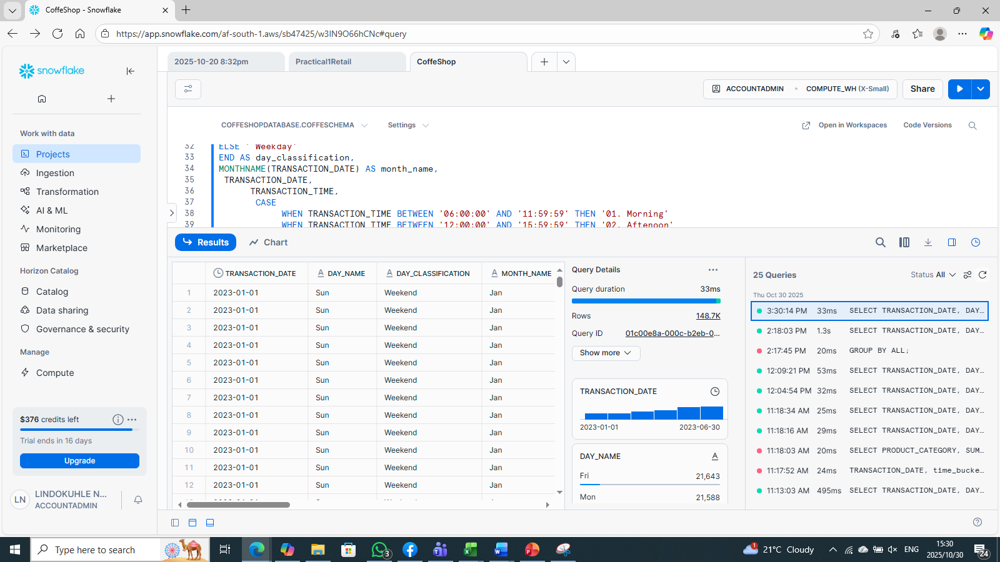 CoffeShop - Snowflake
https://app.snowflake.com/af-south-1.aws/sb47425/w3IN9O66hCNc#query
snowflake
Work with data
Projects
Ingestion
Transformation
AI & ML
Monitoring
Marketplace
Horizon Catalog
Catalog
Data sharing
Governance & security
Manage
Compute
$376 credits left
Trial ends in 16 days
Upgrade
LN
LINDOKUHLE N...
ACCOUNTADMIN
2025-10-20 8:32pm
Practical1Retail
CoffeShop
ACCOUNTADMIN
COMPUTE_WH (X-Small)
Share
COFFESHOPDATABASE.COFFESCHEMA
Settings
Open in Workspaces
Code Versions
32 ELSE ' Weekday'
33 END AS day_classification,
34 MONTHNAME(TRANSACTION_DATE) AS month_name,
35 TRANSACTION_DATE,
36 TRANSACTION_TIME,
37 CASE
38 WHEN TRANSACTION_TIME BETWEEN '06:00:00' AND '11:59:59' THEN '01. Morning'
39 WHEN TRANSACTION_TIME BETWEEN '12:00:00' AND '15:59:59' THEN '02. Aftenoon'
Results
Chart
TRANSACTION_DATE DAY_NAME DAY_CLASSIFICATION MONTH_NAME
1 2023-01-01 Sun Weekend Jan
2 2023-01-01 Sun Weekend Jan
3 2023-01-01 Sun Weekend Jan
4 2023-01-01 Sun Weekend Jan
5 2023-01-01 Sun Weekend Jan
6 2023-01-01 Sun Weekend Jan
7 2023-01-01 Sun Weekend Jan
8 2023-01-01 Sun Weekend Jan
9 2023-01-01 Sun Weekend Jan
10 2023-01-01 Sun Weekend Jan
11 2023-01-01 Sun Weekend Jan
12 2023-01-01 Sun Weekend Jan
Query Details
Query duration 33ms
Rows 148.7K
Query ID 01c00e8a-000c-b2eb-0...
Show more
TRANSACTION_DATE
2023-01-01 2023-06-30
DAY_NAME A
Fri 21,643
Mon 21,588
25 Queries
Status All
Thu Oct 30 2025
3:30:14 PM 33ms SELECT TRANSACTION_DATE, DAY...
2:18:03 PM 1.3s SELECT TRANSACTION_DATE, DAY...
2:17:45 PM 20ms GROUP BY ALL;
12:09:21 PM 53ms SELECT TRANSACTION_DATE, DAY...
12:04:54 PM 32ms SELECT TRANSACTION_DATE, DAY...
11:18:34 AM 25ms SELECT TRANSACTION_DATE, DAY...
11:18:16 AM 29ms SELECT TRANSACTION_DATE, DAY...
11:18:03 AM 20ms SELECT PRODUCT_CATEGORY, SUM...
11:17:52 AM 24ms TRANSACTION_DATE, time_bucke...
11:13:03 AM 495ms SELECT TRANSACTION_DATE, DAY...
Type here to search
3
1
21°C Cloudy
ENG
15:30
2025/10/30
24